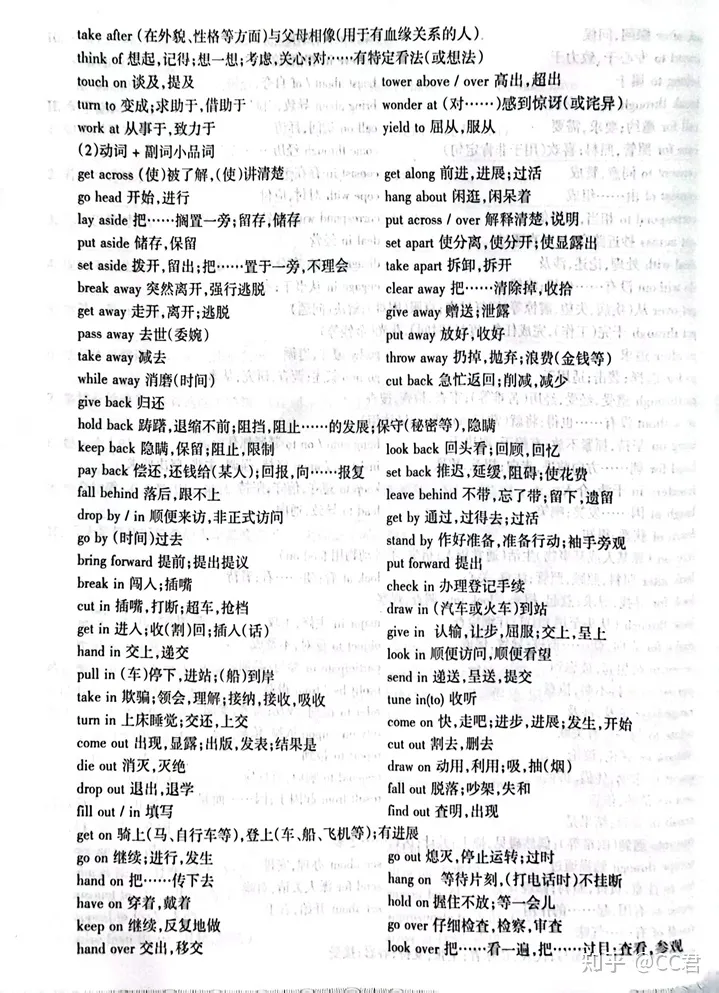 take after (在外貌、性格等方面)与父母相像(用于有血缘关系的人)
think of 想起,记得;想一想;考虑,关心;对……有特定看法(或想法)
touch on 谈及,提及 tower above / over 高出,超出
turn to 变成;求助于,借助于 wonder at (对……)感到惊讶(或诧异)
work at 从事于,致力于 yield to 屈从,服从
(2)动词 + 副词小品词
get across (使)被了解,(使)讲清楚 get along 前进,进展;过活
go head 开始,进行 hang about 闲逛,闲呆着
lay aside 把……搁置一旁;留存,储存 put across / over 解释清楚,说明
put aside 储存,保留 set apart 使分离,使分开;使显露出
set aside 拨开,留出;把……置于一旁,不理会 take apart 拆卸,拆开
break away 突然离开,强行逃脱 clear away 把……清除掉,收拾
get away 走开,离开;逃脱 give away 赠送;泄露
pass away 去世(委婉) put away 放好,收好
take away 减去 throw away 扔掉,抛弃;浪费(金钱等)
while away 消磨(时间) cut back 急忙返回;削减,减少
give back 归还
hold back 踌躇,退缩不前;阻挡,阻止……的发展;保守(秘密等),隐瞒
keep back 隐瞒,保留;阻止,限制 look back 回头看;回顾,回忆
pay back 偿还,还钱给(某人);回报,向……报复 set back 推迟,延缓,阻碍;使花费
fall behind 落后,跟不上 leave behind 不带,忘了带;留下,遗留
drop by / in 顺便来访,非正式访问 get by 通过,过得去;过活
go by (时间)过去 stand by 作好准备,准备行动;袖手旁观
bring forward 提前;提出提议 put forward 提出
break in 闯人;插嘴 check in 办理登记手续
cut in 插嘴,打断;超车,抢档 draw in (汽车或火车)到站
get in 进人;收(割)回;插人(话) give in 认输,让步,屈服;交上,呈上
hand in 交上,递交 look in 顺便访问,顺便看望
pull in (车)停下,进站;(船)到岸 send in 递送,呈送,提交
take in 欺骗;领会,理解;接纳,接收,吸收 tune in(to) 收听
turn in 上床睡觉;交还,上交 come on 快,走吧;进步,进展;发生,开始
come out 出现,显露;出版,发表;结果是 cut out 割去,删去
die out 消灭,灭绝 draw on 动用,利用;吸,抽(烟)
drop out 退出,退学 fall out 脱落;吵架,失和
fill out / in 填写 find out 查明,出现
get on 骑上(马、自行车等),登上(车、船、飞机等);有进展
go on 继续;进行,发生 go out 熄灭,停止运转;过时
hand on 把……传下去 hang on 等待片刻,(打电话时)不挂断
have on 穿着,戴着 hold on 握住不放;等一会儿
keep on 继续,反复地做 go over 仔细检查,检察,审查
hand over 交出,移交 look over 把……看一遍,把……过目;查看,参观
知乎 @CC君